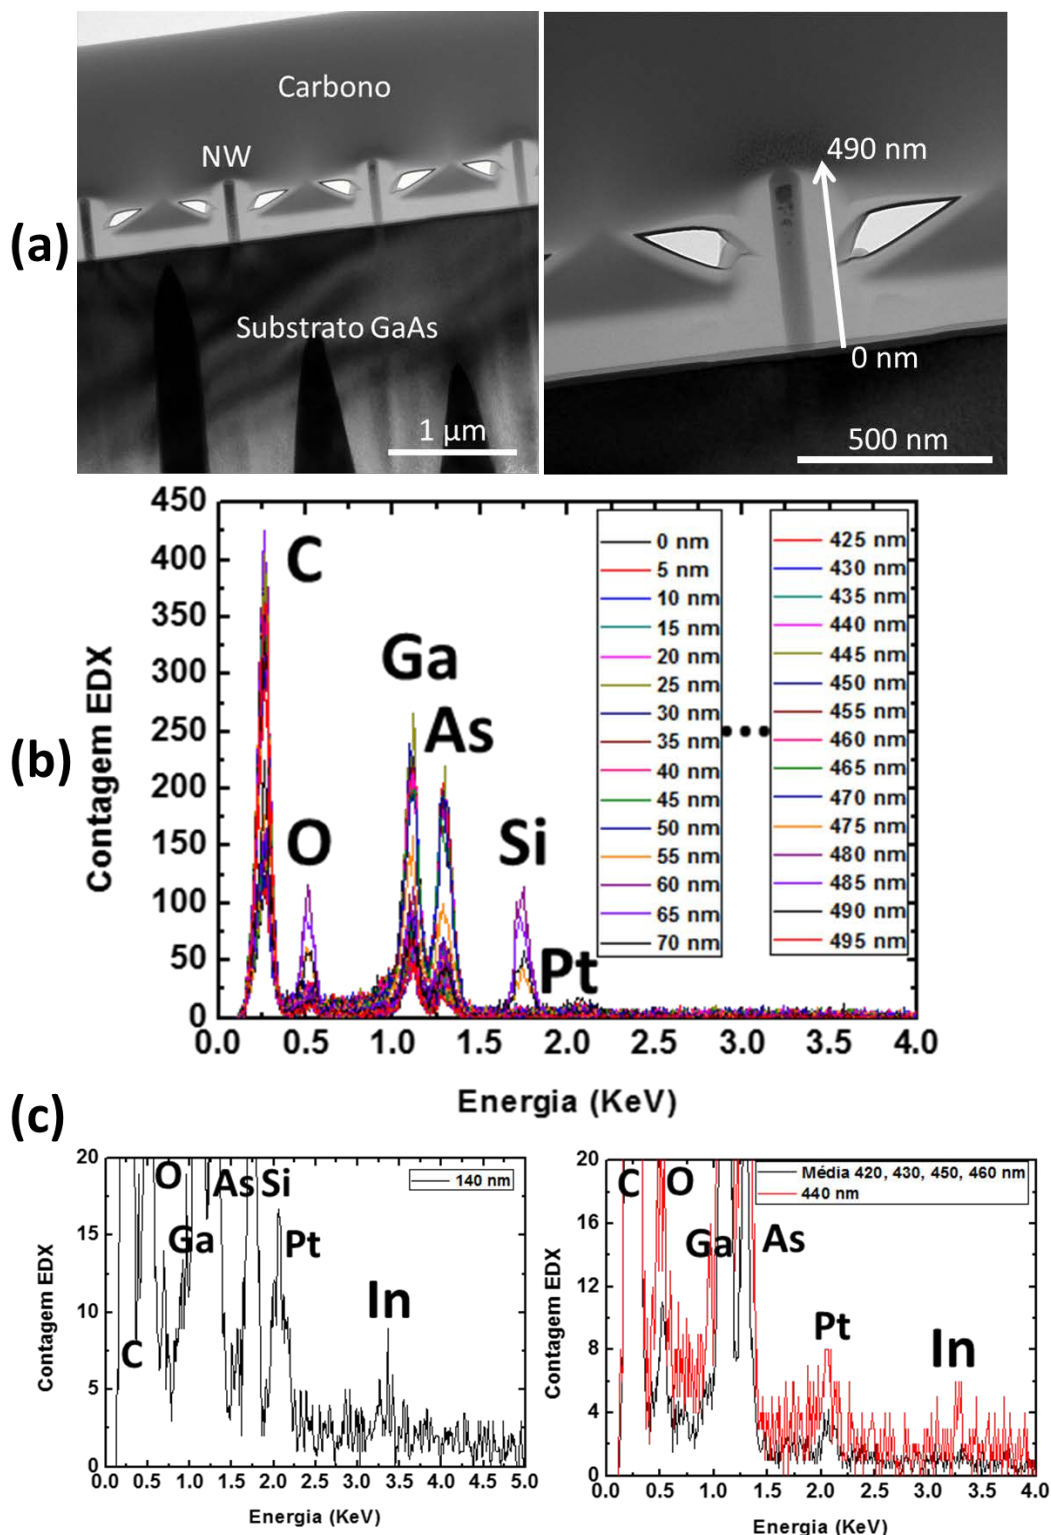 (a)
Carbono
NW
Substrato GaAs
1 µm
490 nm
0 nm
500 nm
(b)
Contagem EDX
450
400
350
300
250
200
150
100
50
0
C
O
Ga
As
Si
Pt
0 nm
5 nm
10 nm
15 nm
20 nm
25 nm
30 nm
35 nm
40 nm
45 nm
50 nm
55 nm
60 nm
65 nm
70 nm
425 nm
430 nm
435 nm
440 nm
445 nm
450 nm
455 nm
460 nm
465 nm
470 nm
475 nm
480 nm
485 nm
490 nm
495 nm
0.0 0.5 1.0 1.5 2.0 2.5 3.0 3.5 4.0
Energia (KeV)
(c)
Contagem EDX
20
15
10
5
0
C
O
Ga
As
Si
Pt
In
140 nm
0.0 0.5 1.0 1.5 2.0 2.5 3.0 3.5 4.0 4.5 5.0
Energia (KeV)
Contagem EDX
20
16
12
8
4
0
C
O
Ga
As
Pt
In
Média 420, 430, 450, 460 nm
440 nm
0.0 0.5 1.0 1.5 2.0 2.5 3.0 3.5 4.0
Energia (KeV)